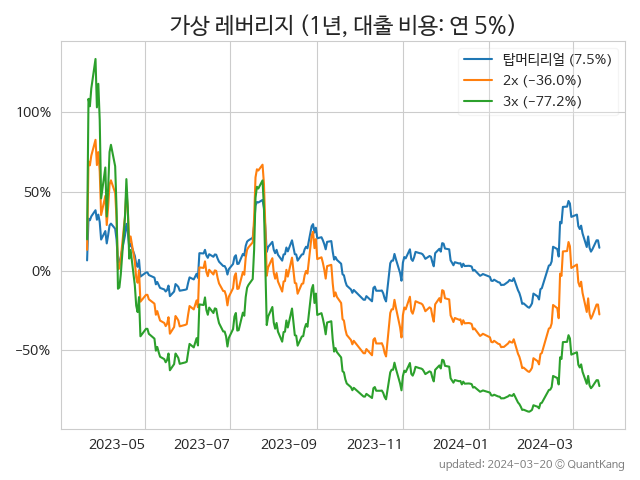 가상 레버리지 (1년, 대출 비용: 연 5%)
탑머티리얼 (7.5%)
2x (−36.0%)
3x (−77.2%)
100%
50%
0%
−50%
2023-05 2023-07 2023-09 2023-11 2024-01 2024-03
updated: 2024-03-20 © QuantKang